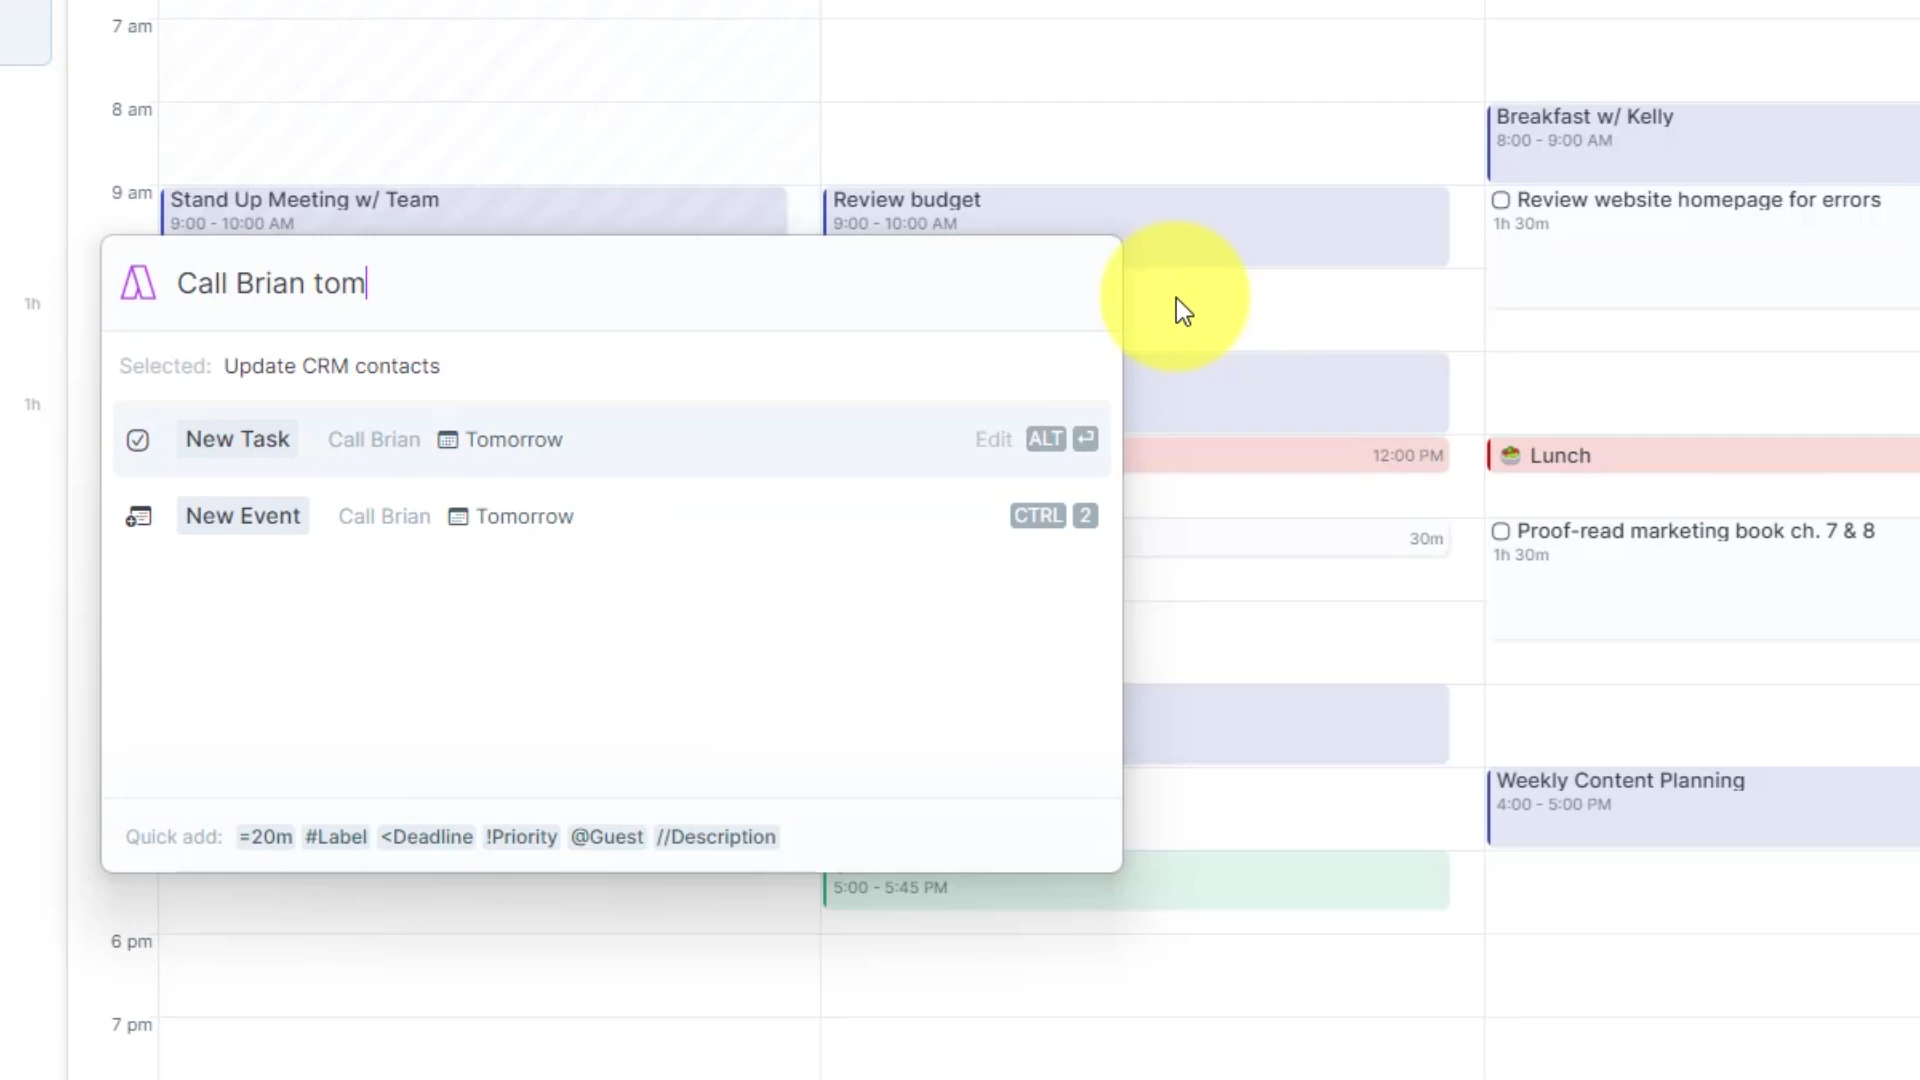 7 am
8 am
Breakfast w/ Kelly
8:00 - 9:00 AM
9 am
Stand Up Meeting w/ Team
9:00 - 10:00 AM
Review budget
9:00 - 10:00 AM
Review website homepage for errors
1h 30m
1h
1h
Call Brian tom
Selected: Update CRM contacts
New Task Call Brian Tomorrow Edit ALT ↵
New Event Call Brian Tomorrow CTRL 2
Quick add: =20m #Label <Deadline !Priority @Guest //Description
12:00 PM
Lunch
30m
Proof-read marketing book ch. 7 & 8
1h 30m
Weekly Content Planning
4:00 - 5:00 PM
5:00 - 5:45 PM
6 pm
7 pm